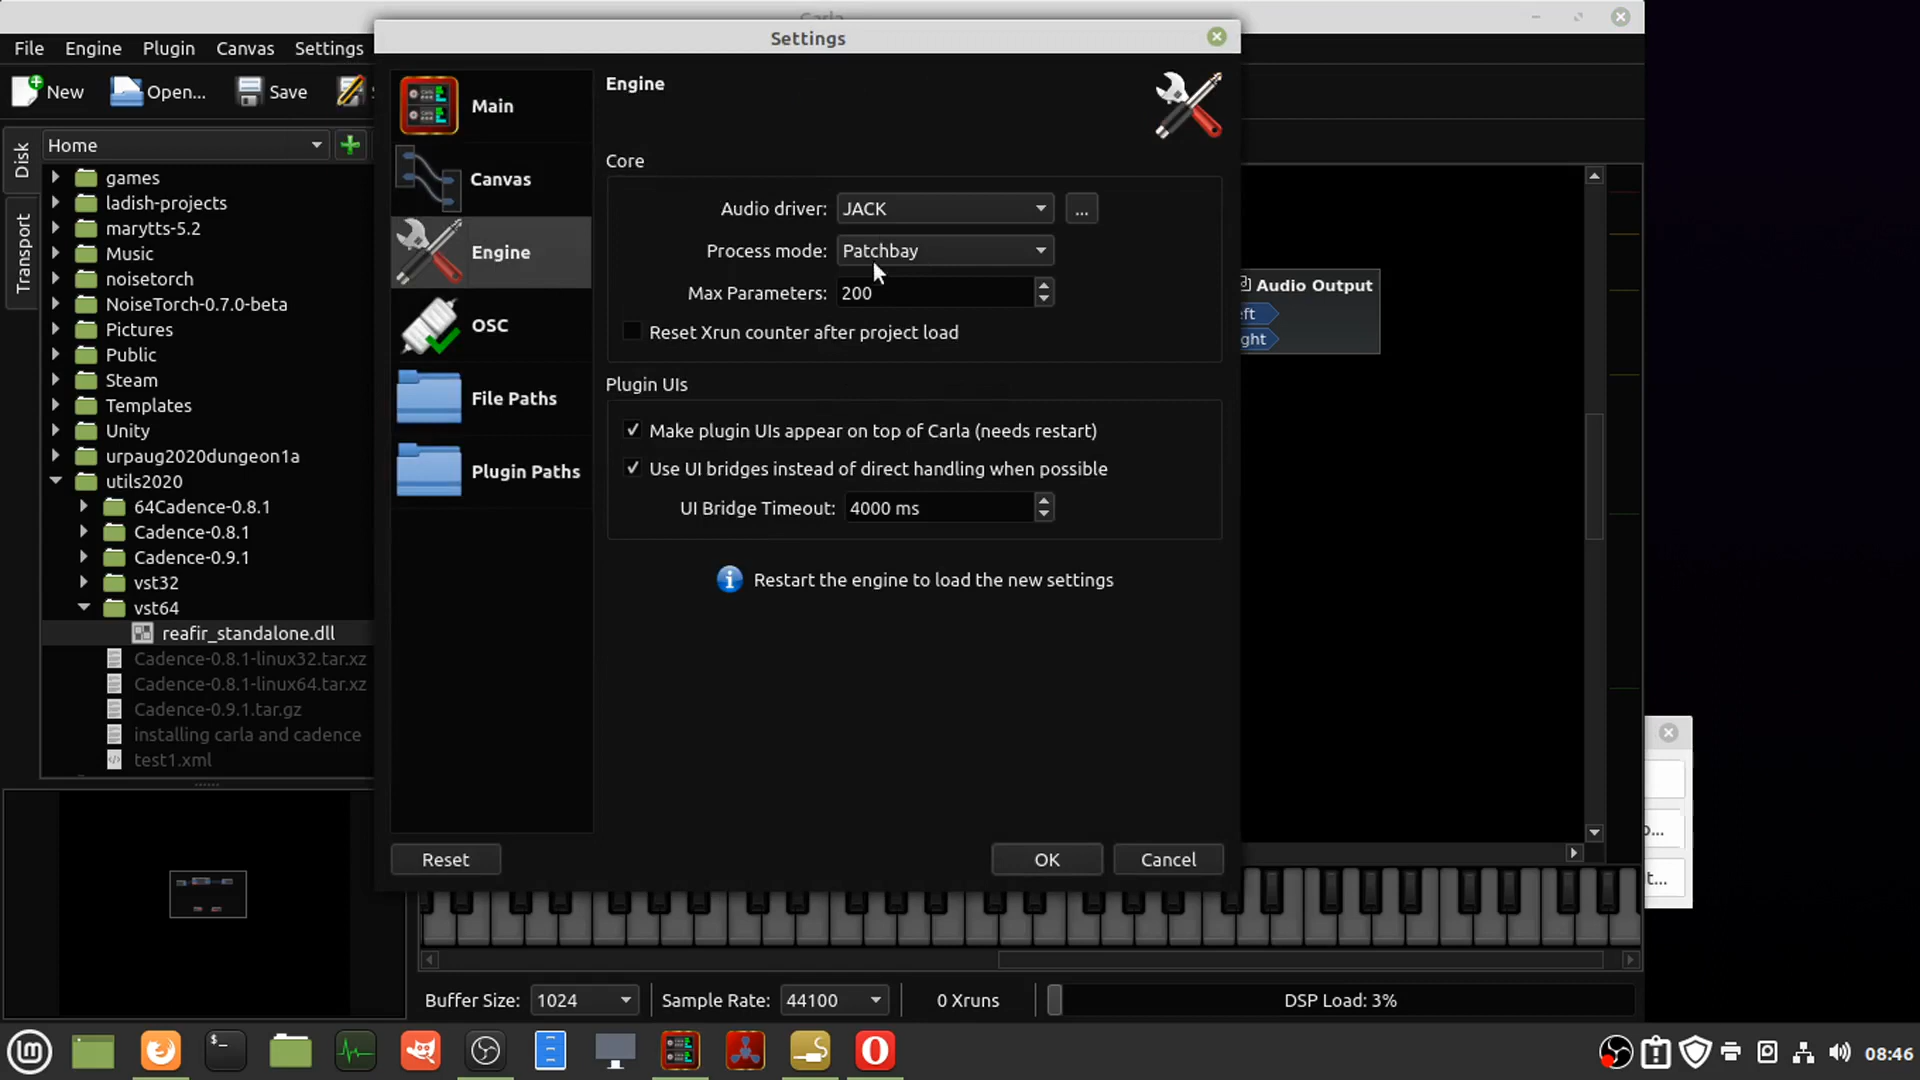 Carla
File Engine Plugin Canvas Settings
New Open... Save
Disk
Transport
Home
games
ladish-projects
marytts-5.2
Music
noisetorch
NoiseTorch-0.7.0-beta
Pictures
Public
Steam
Templates
Unity
urpaug2020dungeon1a
utils2020
64Cadence-0.8.1
Cadence-0.8.1
Cadence-0.9.1
vst32
vst64
reafir_standalone.dll
Cadence-0.8.1-linux32.tar.xz
Cadence-0.8.1-linux64.tar.xz
Cadence-0.9.1.tar.gz
installing carla and cadence
test1.xml
Settings
Main
Canvas
Engine
OSC
File Paths
Plugin Paths
Engine
Core
Audio driver: JACK ...
Process mode: Patchbay
Max Parameters: 200
Reset Xrun counter after project load
Plugin UIs
Make plugin UIs appear on top of Carla (needs restart)
Use UI bridges instead of direct handling when possible
UI Bridge Timeout: 4000 ms
Restart the engine to load the new settings
Reset OK Cancel
Audio Output
eft
ght
o...
t...
Buffer Size: 1024 Sample Rate: 44100 0 Xruns DSP Load: 3%
08:46